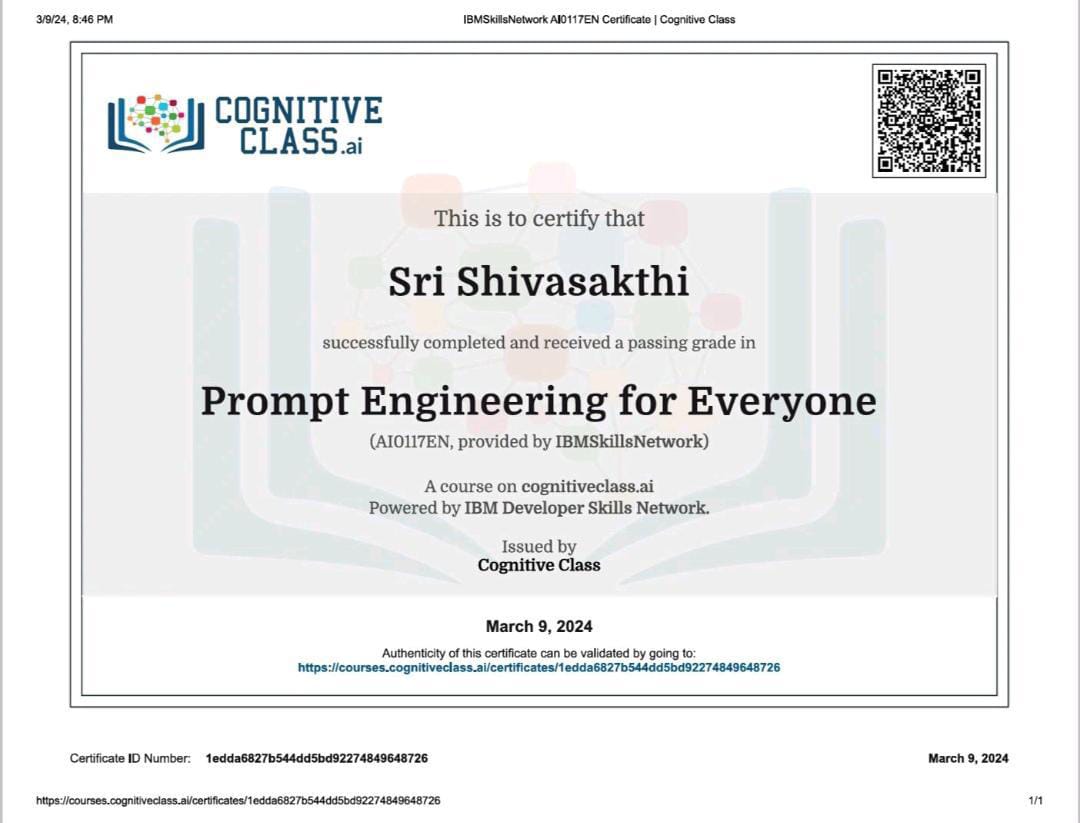 3/9/24, 8:46 PM IBMSkillsNetwork AI0117EN Certificate | Cognitive Class
COGNITIVE
CLASS.ai
This is to certify that
Sri Shivasakthi
successfully completed and received a passing grade in
Prompt Engineering for Everyone
(AI0117EN, provided by IBMSkillsNetwork)
A course on cognitiveclass.ai
Powered by IBM Developer Skills Network.
Issued by
Cognitive Class
March 9, 2024
Authenticity of this certificate can be validated by going to:
https://courses.cognitiveclass.ai/certificates/1edda6827b544dd5bd92274849648726
Certificate ID Number: 1edda6827b544dd5bd92274849648726 March 9, 2024
https://courses.cognitiveclass.ai/certificates/1edda6827b544dd5bd92274849648726 1/1